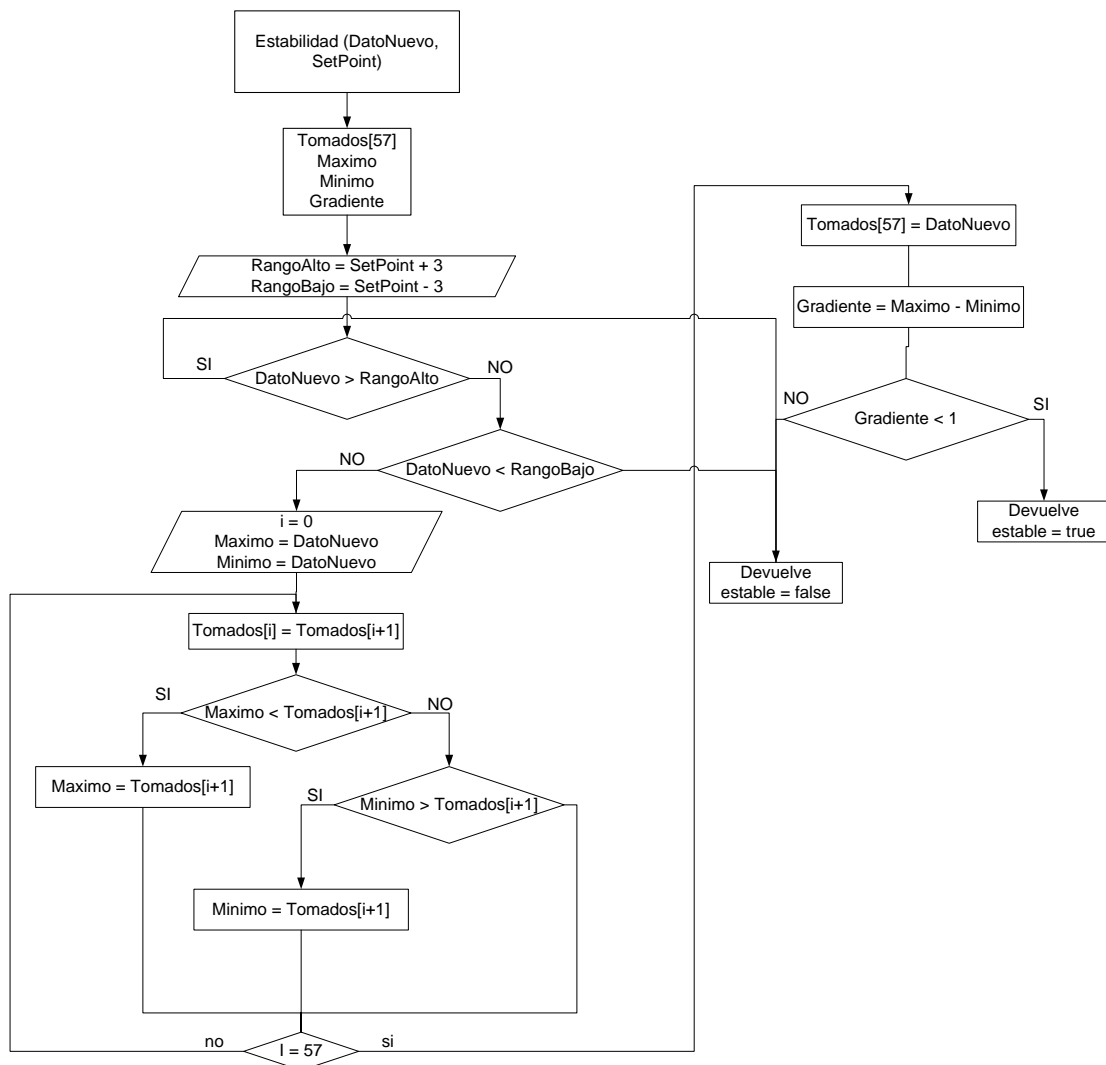 Estabilidad (DatoNuevo,
SetPoint)
Tomados[57]
Maximo
Minimo
Gradiente
RangoAlto = SetPoint + 3
RangoBajo = SetPoint - 3
SI
DatoNuevo > RangoAlto
NO
NO
DatoNuevo < RangoBajo
i = 0
Maximo = DatoNuevo
Minimo = DatoNuevo
Tomados[i] = Tomados[i+1]
SI
Maximo < Tomados[i+1]
NO
Maximo = Tomados[i+1]
SI
Minimo > Tomados[i+1]
Minimo = Tomados[i+1]
no
I = 57
si
Tomados[57] = DatoNuevo
Gradiente = Maximo - Minimo
NO
Gradiente < 1
SI
Devuelve
estable = true
Devuelve
estable = false